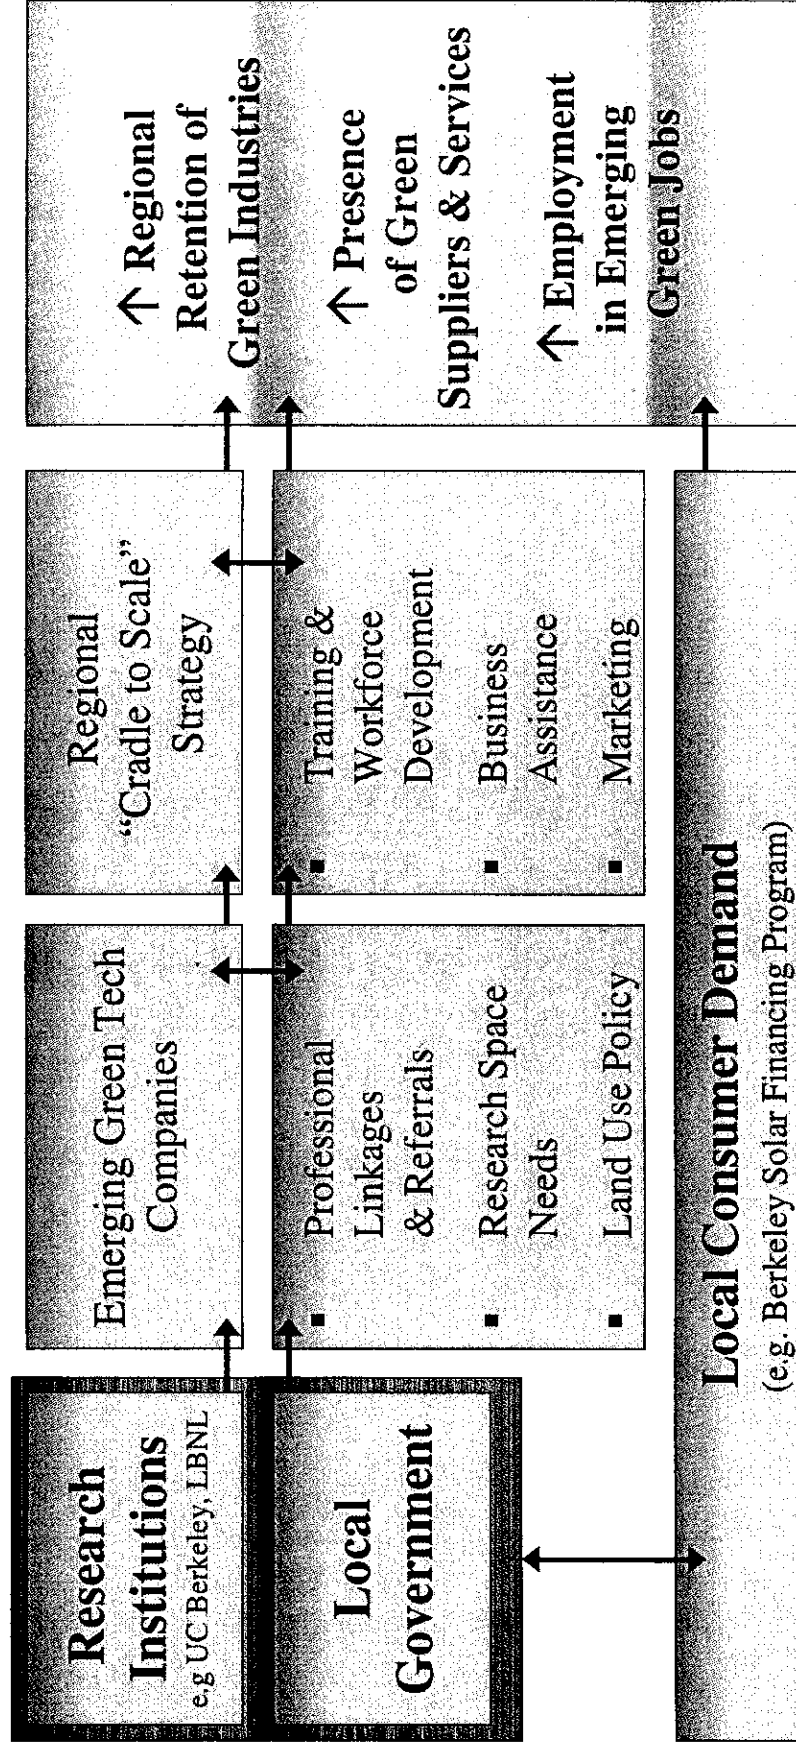 Research
Institutions
e.g UC Berkeley, LBNL
Emerging Green Tech
Companies
Regional
“Cradle to Scale”
Strategy
Local
Government
▪ Professional
Linkages
& Referrals
▪ Research Space
Needs
▪ Land Use Policy
▪ Training &
Workforce
Development
▪ Business
Assistance
▪ Marketing
↑ Regional
Retention of
Green Industries
↑ Presence
of Green
Suppliers & Services
↑ Employment
in Emerging
Green Jobs
Local Consumer Demand
(e.g. Berkeley Solar Financing Program)